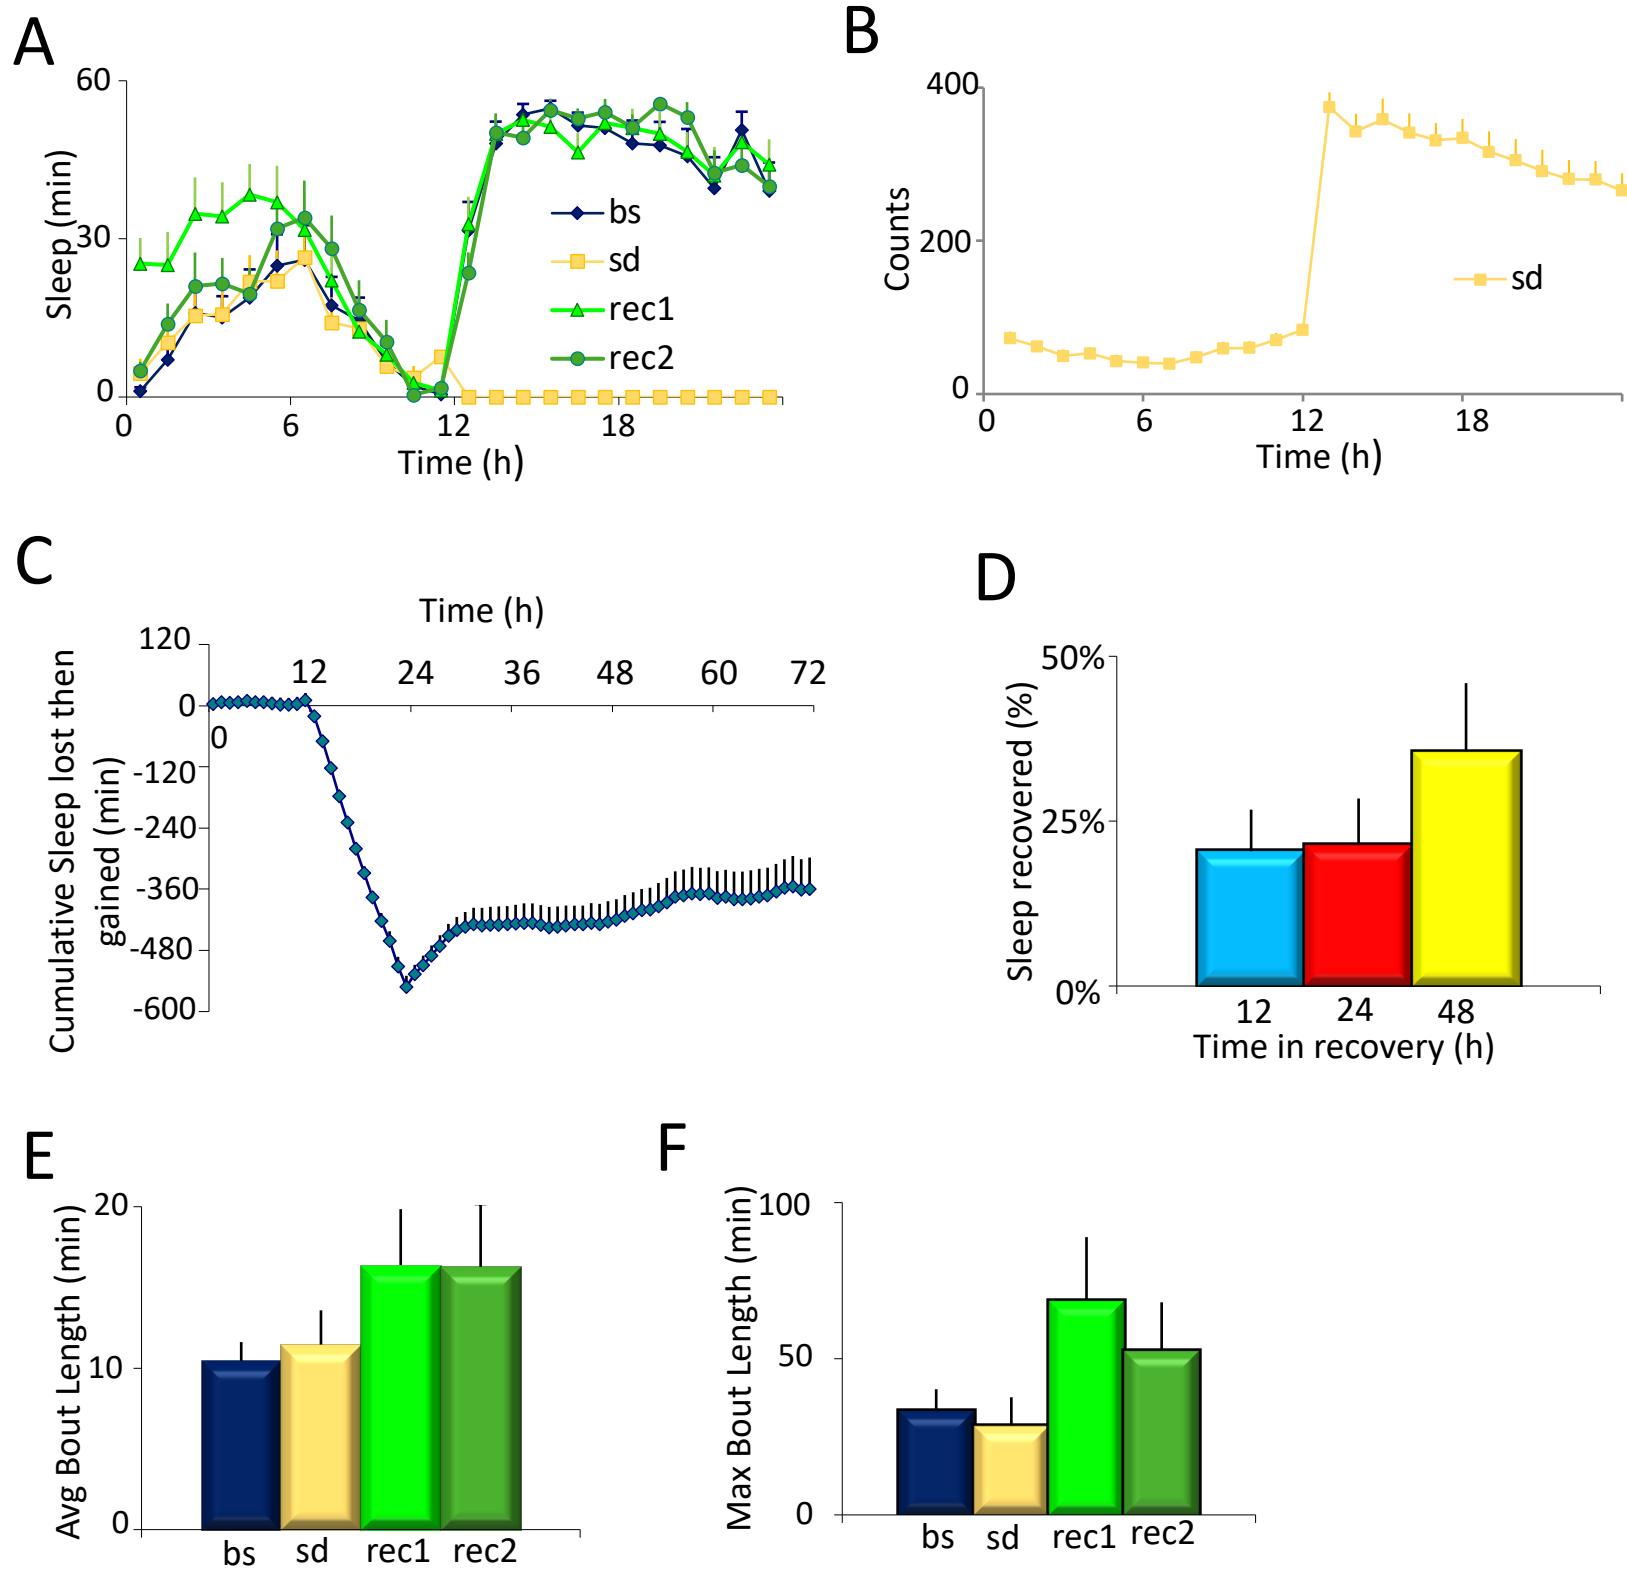 A
60
30
0
Sleep (min)
0 6 12 18
Time (h)
bs
sd
rec1
rec2
B
400
200
0
Counts
0 6 12 18
Time (h)
sd
C
Time (h)
120
0
-120
-240
-360
-480
-600
0 12 24 36 48 60 72
Cumulative Sleep lost then
gained (min)
D
50%
25%
0%
Sleep recovered (%)
12 24 48
Time in recovery (h)
E
20
10
0
Avg Bout Length (min)
bs sd rec1 rec2
F
100
50
0
Max Bout Length (min)
bs sd rec1 rec2